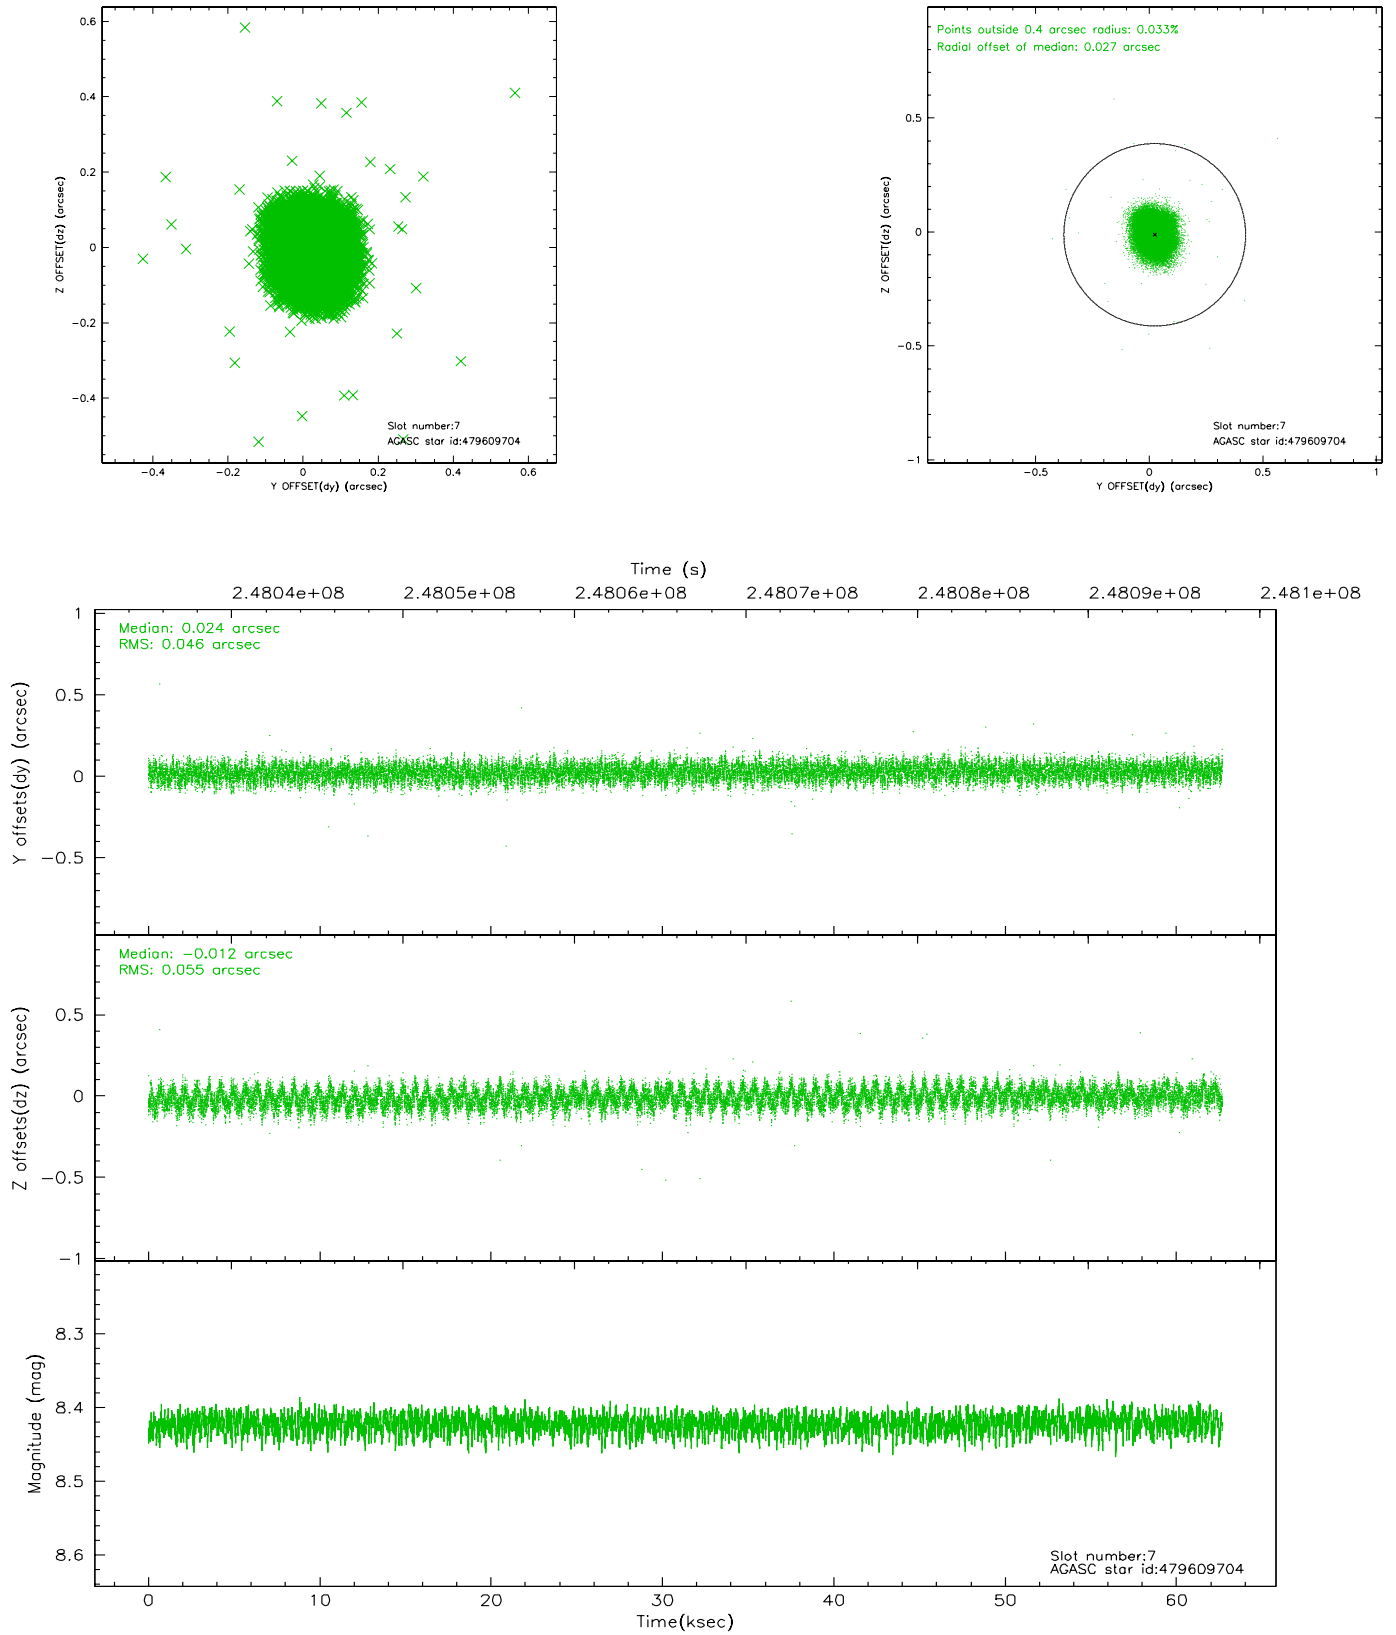 0.6
0.4
0.2
0
−0.2
−0.4
Z OFFSET(dz) (arcsec)
−0.4 −0.2 0 0.2 0.4 0.6
Y OFFSET(dy) (arcsec)
Slot number:7
AGASC star id:479609704
Points outside 0.4 arcsec radius: 0.033%
Radial offset of median: 0.027 arcsec
0.5
0
−0.5
−1
Z OFFSET(dz) (arcsec)
−0.5 0 0.5 1
Y OFFSET(dy) (arcsec)
Slot number:7
AGASC star id:479609704
Time (s)
2.4804e+08 2.4805e+08 2.4806e+08 2.4807e+08 2.4808e+08 2.4809e+08 2.481e+08
Median: 0.024 arcsec
RMS: 0.046 arcsec
1
0.5
0
−0.5
Y offsets(dy) (arcsec)
Median: −0.012 arcsec
RMS: 0.055 arcsec
0.5
0
−0.5
−1
Z offsets(dz) (arcsec)
8.3
8.4
8.5
8.6
Magnitude (mag)
Slot number:7
AGASC star id:479609704
0 10 20 30 40 50 60
Time(ksec)